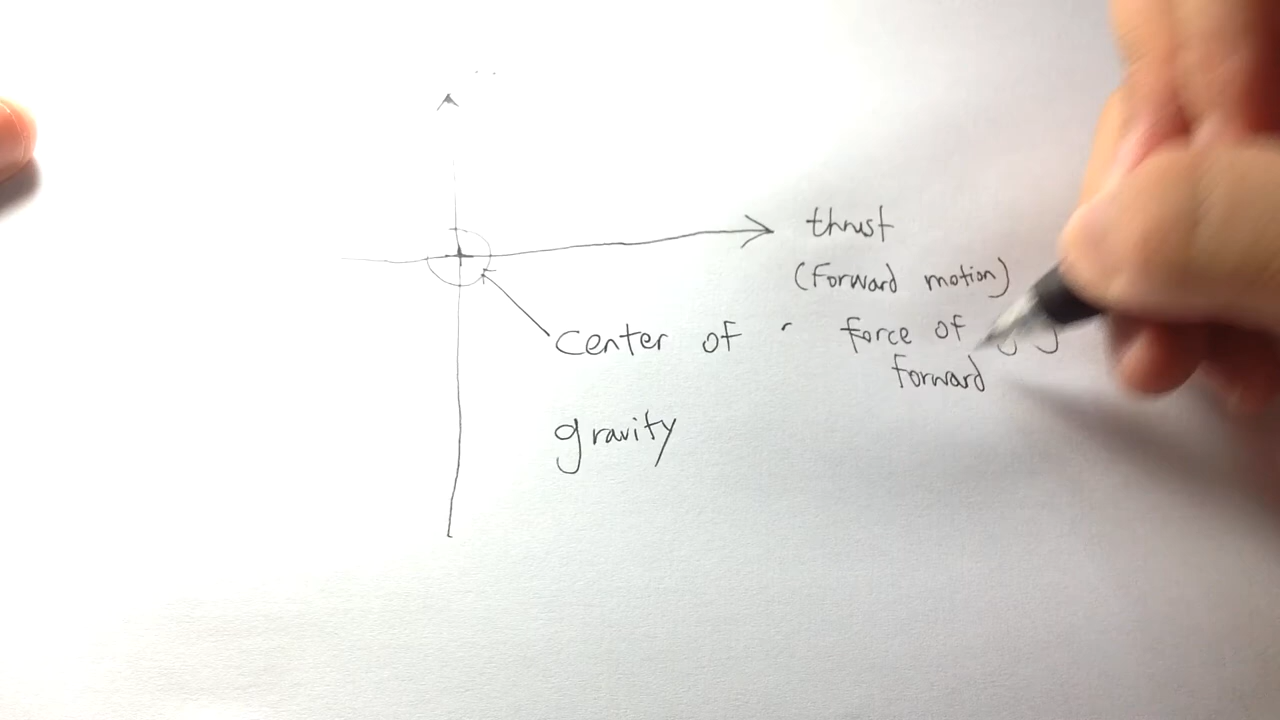 thrust
(Forward motion)
center of
force of
forward
gravity